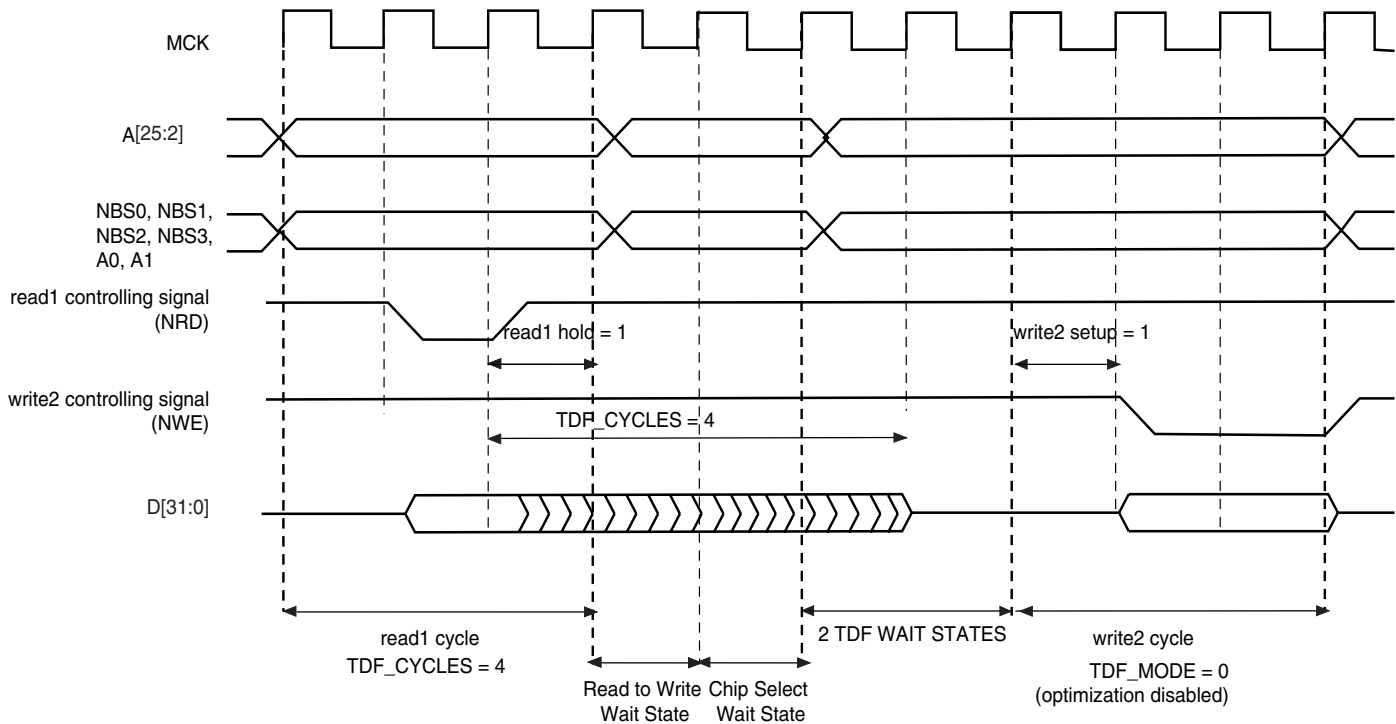 MCK
A[25:2]
NBS0, NBS1,
NBS2, NBS3,
A0, A1
read1 controlling signal
(NRD)
read1 hold = 1
write2 setup = 1
write2 controlling signal
(NWE)
TDF_CYCLES = 4
D[31:0]
read1 cycle
TDF_CYCLES = 4
2 TDF WAIT STATES
write2 cycle
TDF_MODE = 0
(optimization disabled)
Read to Write
Wait State
Chip Select
Wait State